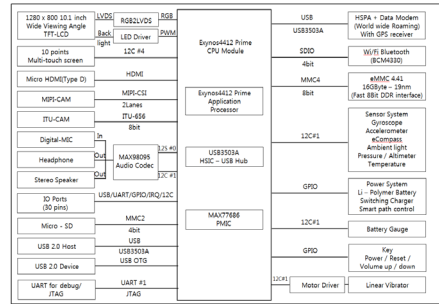 1280 x 800 10.1 inch
Wide Viewing Angle
TFT-LCD
LVDS
RGB2LVDS
RGB
Back
light
LED Driver
PWM
10 points
Multi-touch screen
12C #4
Micro HDMI(Type D)
HDMI
MIPI-CAM
MIPI-CSI
2Lanes
ITU-CAM
ITU-656
8bit
Digital-MIC
In
Headphone
Out
Stereo Speaker
Out
MAX98095
Audio Codec
12S #0
12C #1
IO Ports
(30 pins)
USB/UART/GPIO/IRQ/12C
Micro - SD
MMC2
4bit
USB 2.0 Host
USB
USB3503A
USB 2.0 Device
USB OTG
UART for debug/
JTAG
UART #1
JTAG
Exynos4412 Prime
CPU Module
Exynos4412 Prime
Application
Processor
USB3503A
HSIC - USB Hub
MAX77686
PMIC
USB
USB3503A
HSPA + Data Modem
(World wide Roaming)
With GPS receiver
SDIO
4bit
Wi/Fi Bluetooth
(BCM4330)
MMC4
8bit
eMMC 4.41
16GByte – 19nm
(Fast 8Bit DDR interface)
12C#1
Sensor System
Gyroscope
Accelerometer
eCompass
Ambient light
Pressure / Altimeter
Temperature
GPIO
Power System
Li – Polymer Battery
Switching Charger
Smart path control
12C#1
Battery Gauge
GPIO
Key
Power / Reset /
Volume up / down
12C#1
Motor Driver
Linear Vibrator